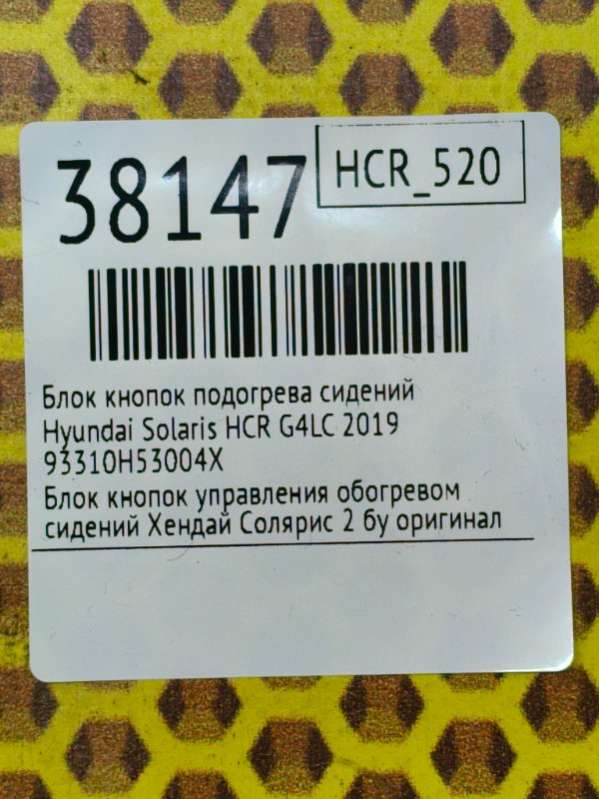 38147
HCR_520
Блок кнопок подогрева сидений
Hyundai Solaris HCR G4LC 2019
93310H53004X
Блок кнопок управления обогревом
сидений Хендай Солярис 2 бу оригинал